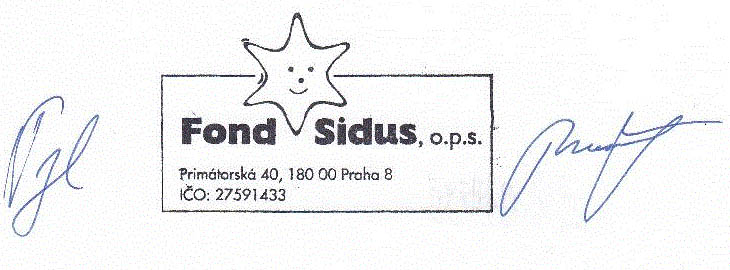 Fond Sidus, o.p.s.
Primátorská 40, 180 00 Praha 8
IČO: 27591433